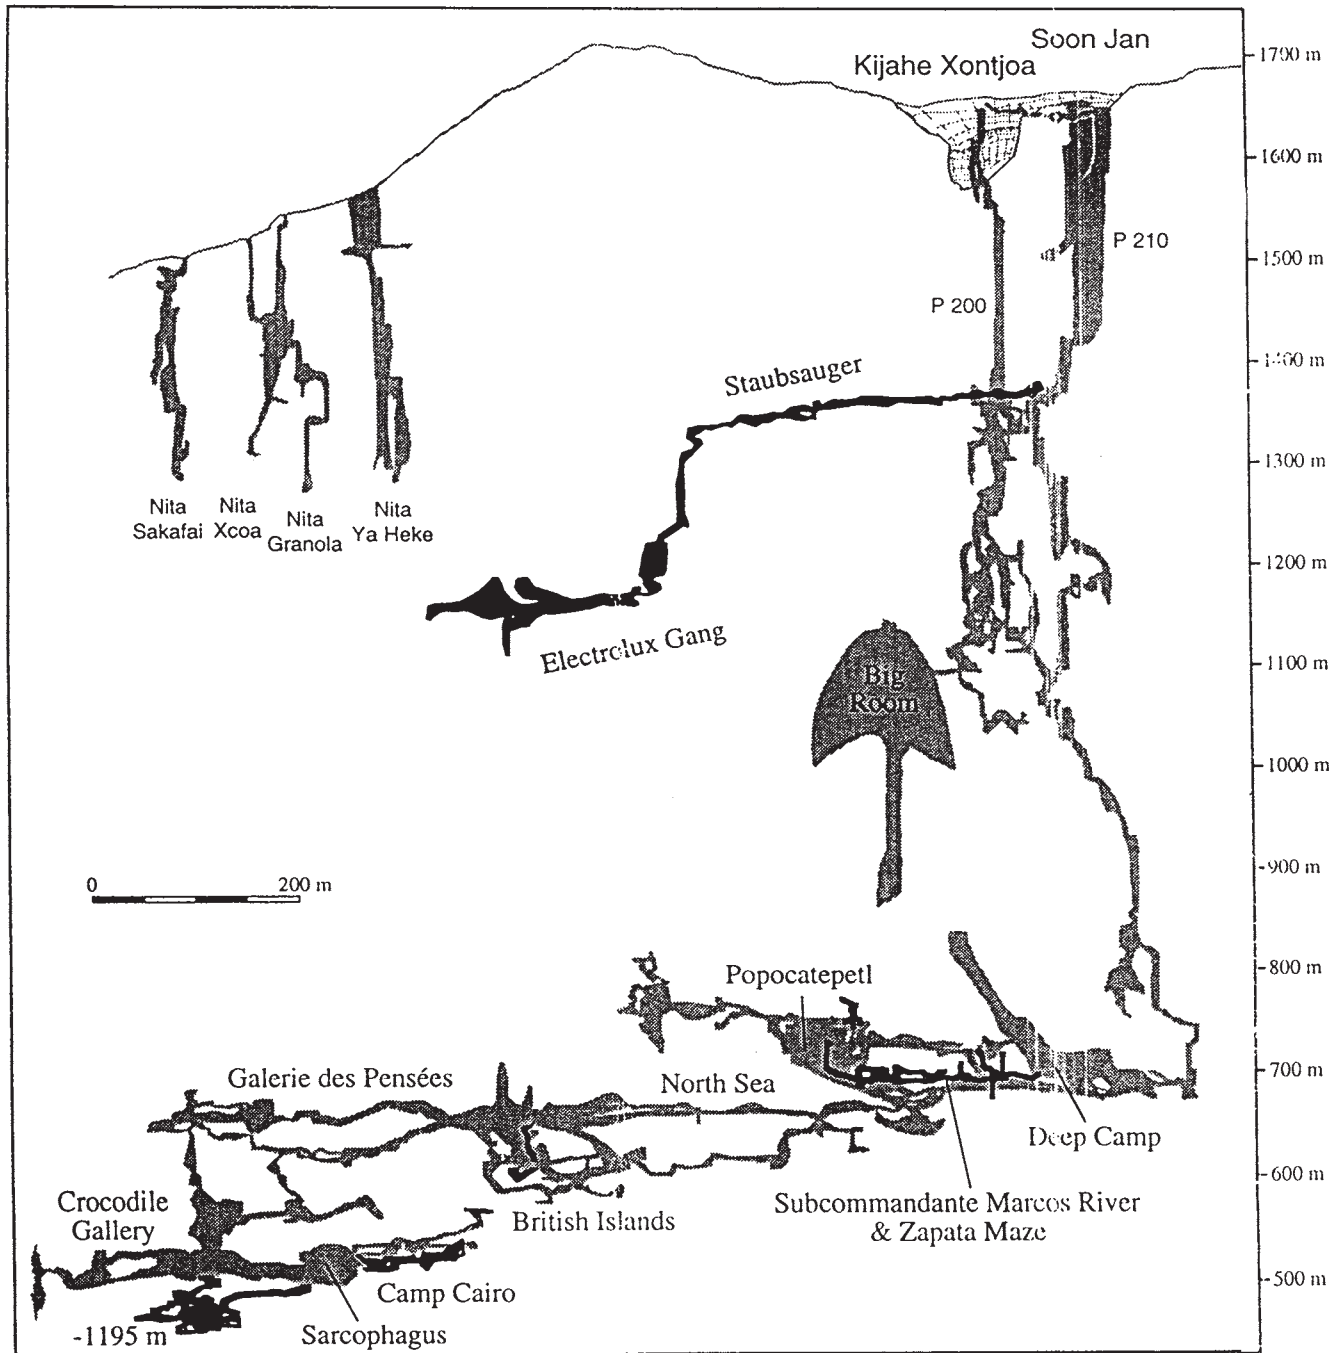 Soon Jan
Kijahe Xontjoa
1700 m
1600 m
P 210
1500 m
P 200
1400 m
Staubsauger
1300 m
Nita
Sakafai
Nita
Xcoa
Nita
Granola
Nita
Ya Heke
1200 m
Electrolux Gang
1100 m
Big
Room
1000 m
0
200 m
900 m
800 m
Popocatepetl
Galerie des Pensées
North Sea
700 m
Deep Camp
600 m
Crocodile
Gallery
British Islands
Subcommandante Marcos River
& Zapata Maze
500 m
Camp Cairo
-1195 m
Sarcophagus